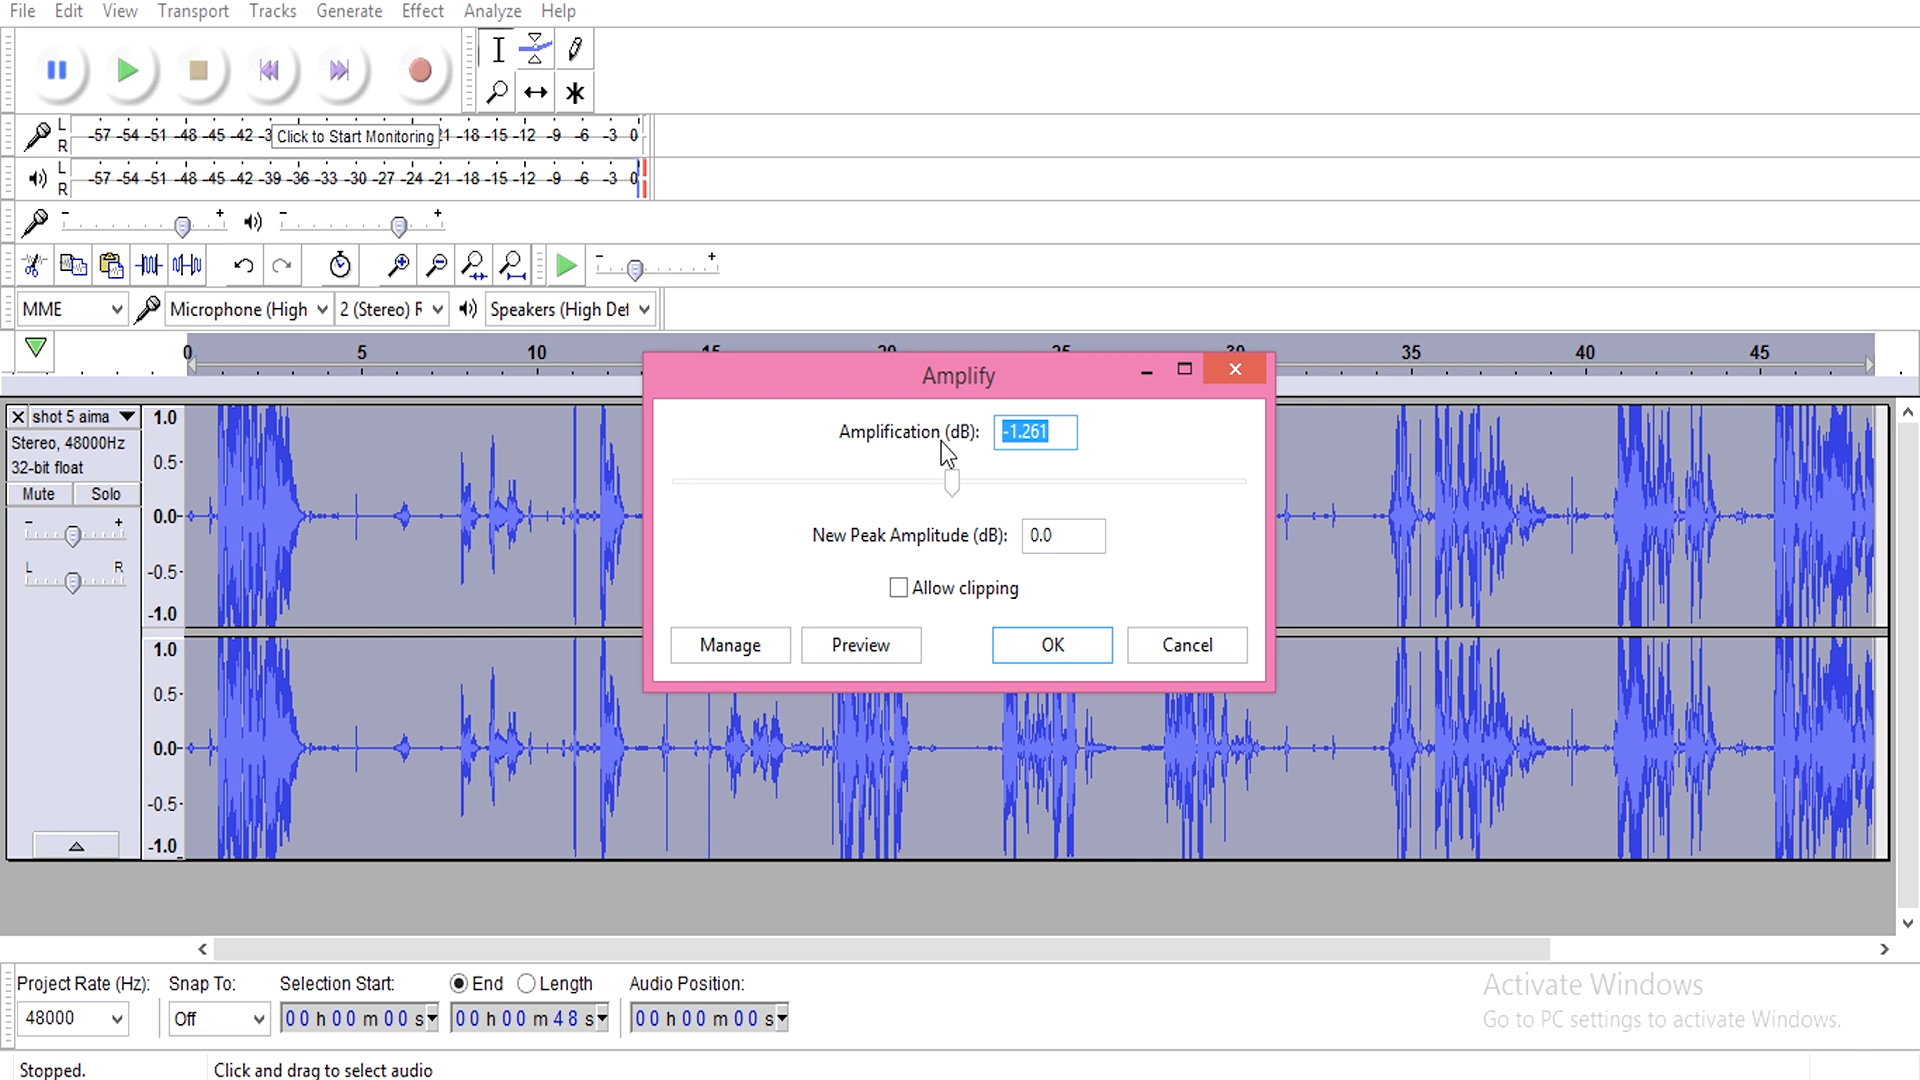 File Edit View Transport Tracks Generate Effect Analyze Help
L
R
-57 -54 -51 -48 -45 -42 -3 Click to Start Monitoring 21 -18 -15 -12 -9 -6 -3 0
L
R
-57 -54 -51 -48 -45 -42 -39 -36 -33 -30 -27 -24 -21 -18 -15 -12 -9 -6 -3 0
MME Microphone (High 2 (Stereo) R Speakers (High Def
0 5 10 15 20 25 30 35 40 45
Amplify
shot 5 aima
Stereo, 48000Hz
32-bit float
Mute Solo
L R
1.0
0.5
0.0
-0.5
-1.0
1.0
0.5
0.0
-0.5
-1.0
Amplification (dB): -1.261
New Peak Amplitude (dB): 0.0
Allow clipping
Manage Preview OK Cancel
Project Rate (Hz): Snap To: Selection Start: End Length Audio Position:
48000 Off 00 h 00 m 00 s 00 h 00 m 48 s 00 h 00 m 00 s
Activate Windows
Go to PC settings to activate Windows.
Stopped. Click and drag to select audio